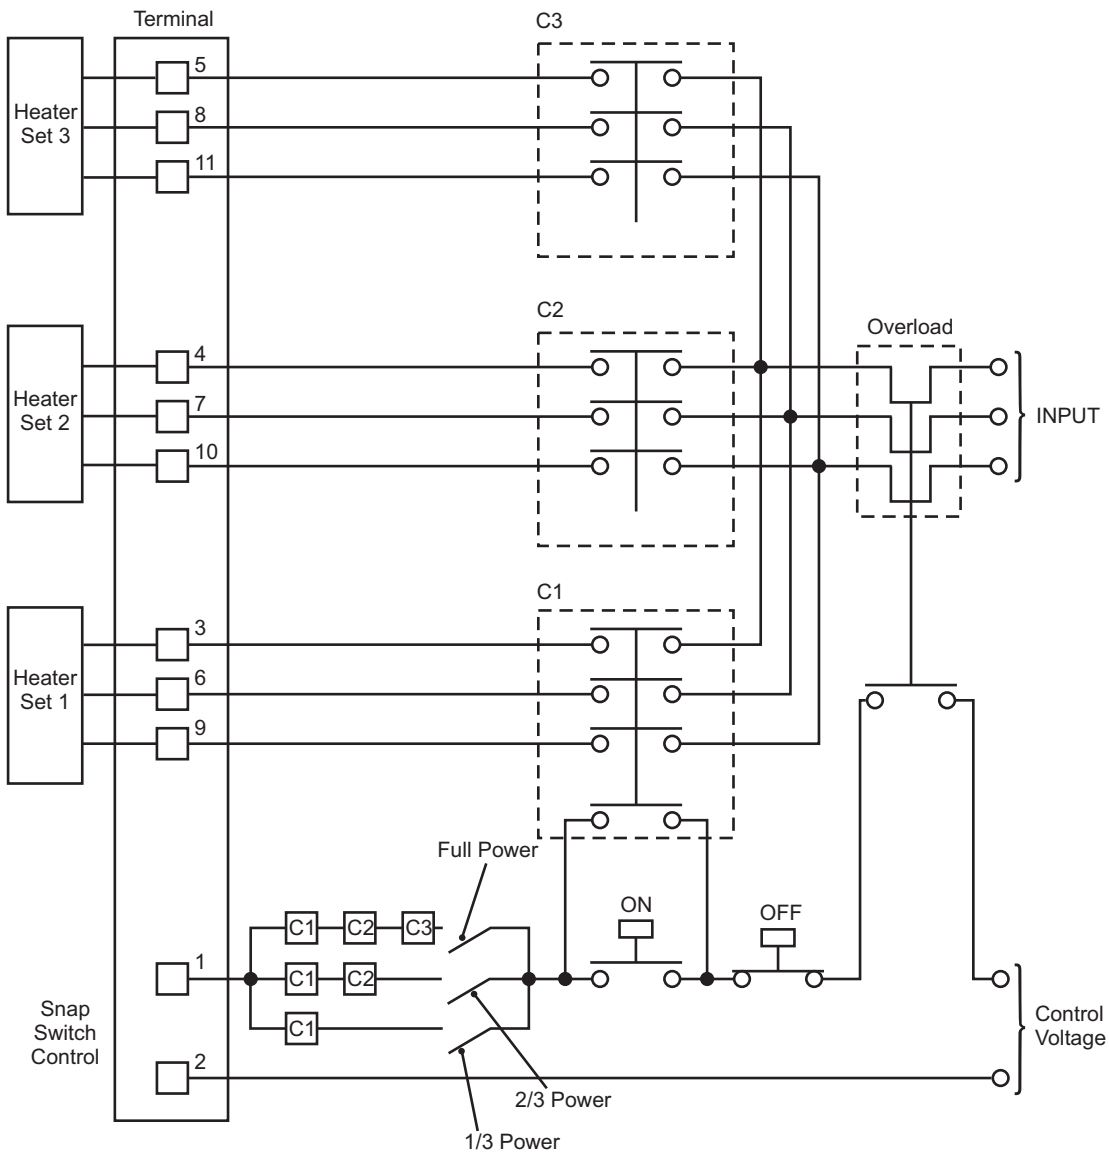 Terminal
C3
Heater
Set 3
5
8
11
C2
Overload
Heater
Set 2
4
7
10
INPUT
C1
Heater
Set 1
3
6
9
Full Power
ON
OFF
C1 C2 C3
1
C1 C2
C1
Snap
Switch
Control
2
Control
Voltage
2/3 Power
1/3 Power